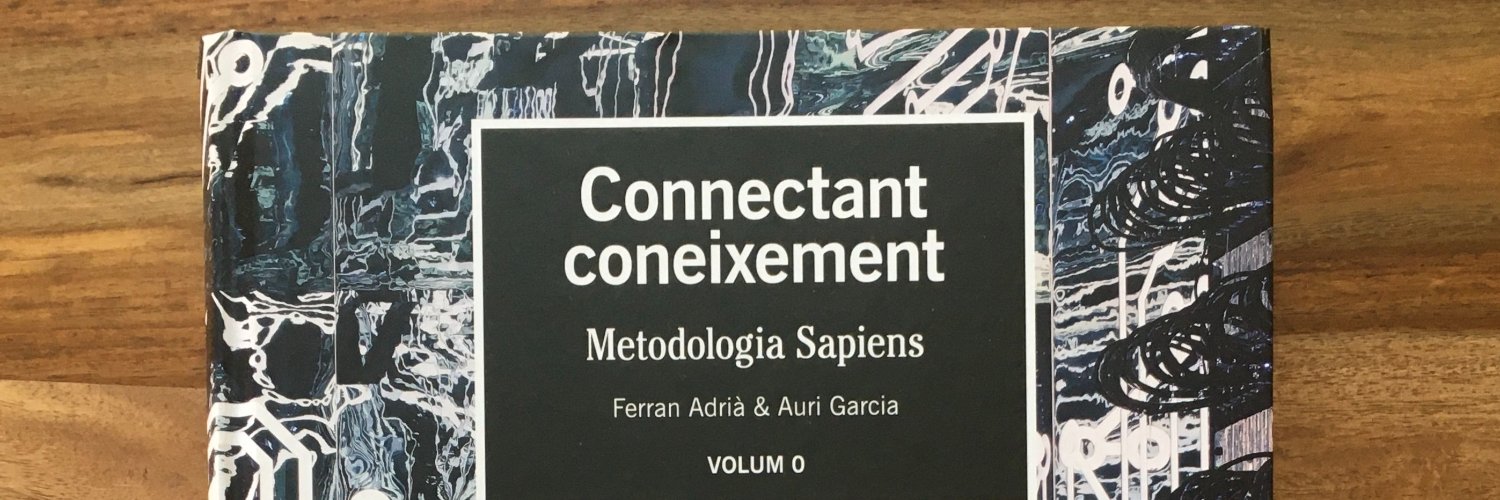 Connectant
coneixement
Metodologia Sapiens
Ferran Adrià & Auri Garcia
VOLUM 0